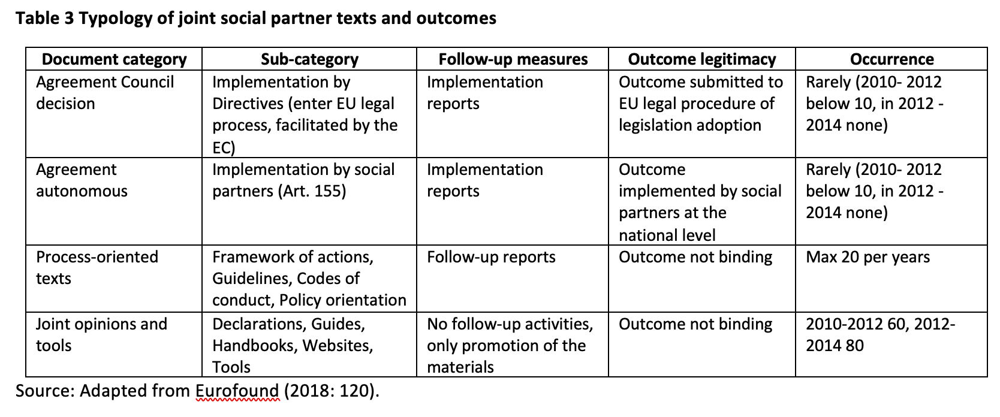 Table 3 Typology of joint social partner texts and outcomes
Document category
Sub-category
Follow-up measures
Outcome legitimacy
Occurrence
Agreement Council
decision
Implementation by
Directives (enter EU legal
process, facilitated by the
EC)
Implementation
reports
Outcome submitted to
EU legal procedure of
legislation adoption
Rarely (2010- 2012
below 10, in 2012 -
2014 none)
Agreement
autonomous
Implementation by social
partners (Art. 155)
Implementation
reports
Outcome
implemented by social
partners at the
national level
Rarely (2010- 2012
below 10, in 2012 -
2014 none)
Process-oriented
texts
Framework of actions,
Guidelines, Codes of
conduct, Policy orientation
Follow-up reports
Outcome not binding
Max 20 per years
Joint opinions and
tools
Declarations, Guides,
Handbooks, Websites,
Tools
No follow-up activities,
only promotion of the
materials
Outcome not binding
2010-2012 60, 2012-
2014 80
Source: Adapted from Eurofound (2018: 120).